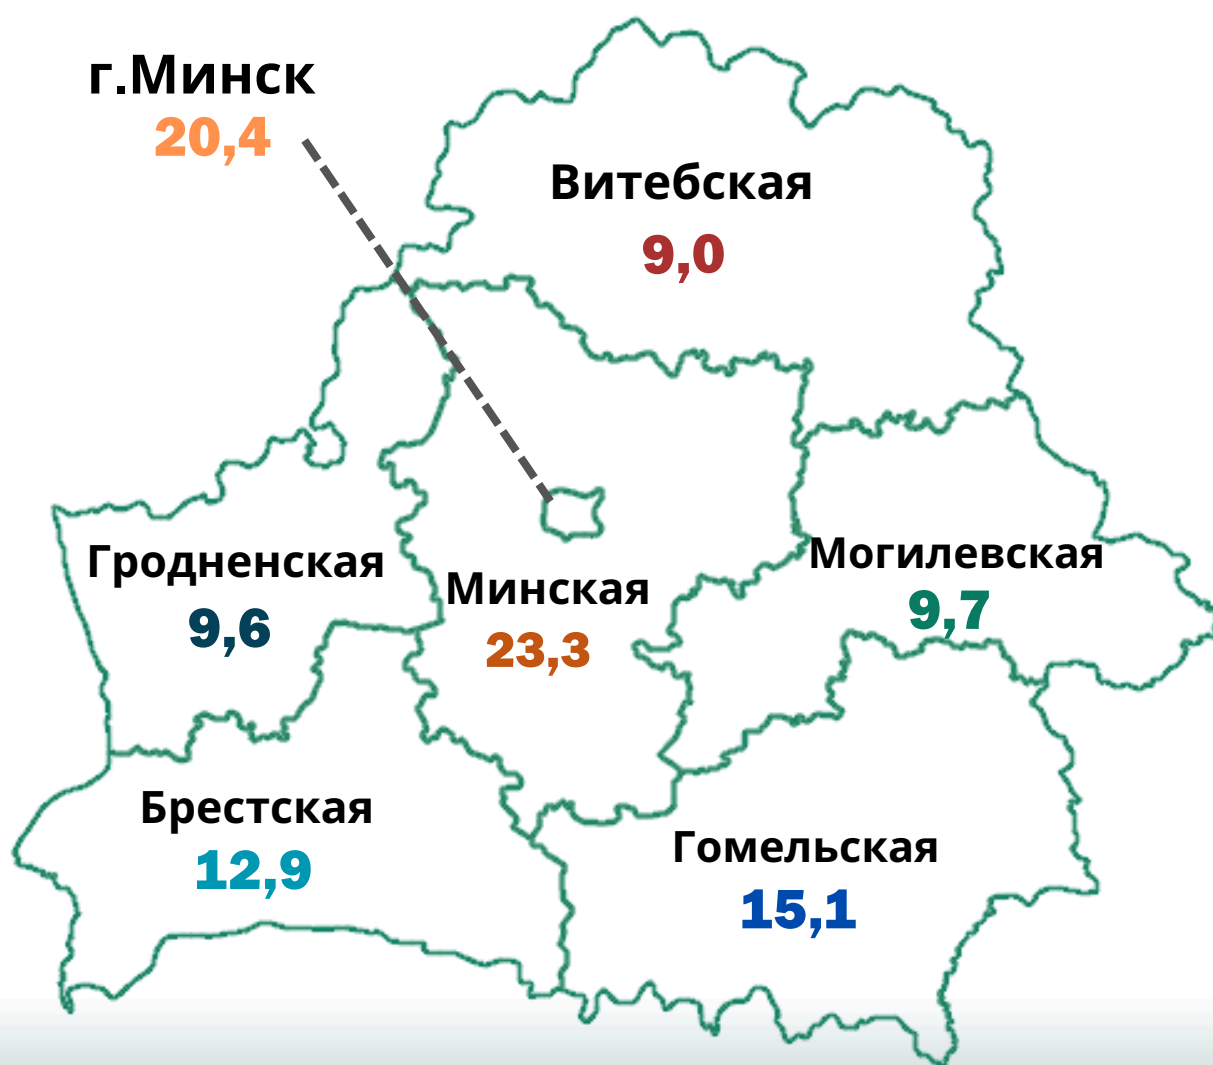 г.Минск
20,4
Витебская
9,0
Гродненская
9,6
Минская
23,3
Могилевская
9,7
Брестская
12,9
Гомельская
15,1